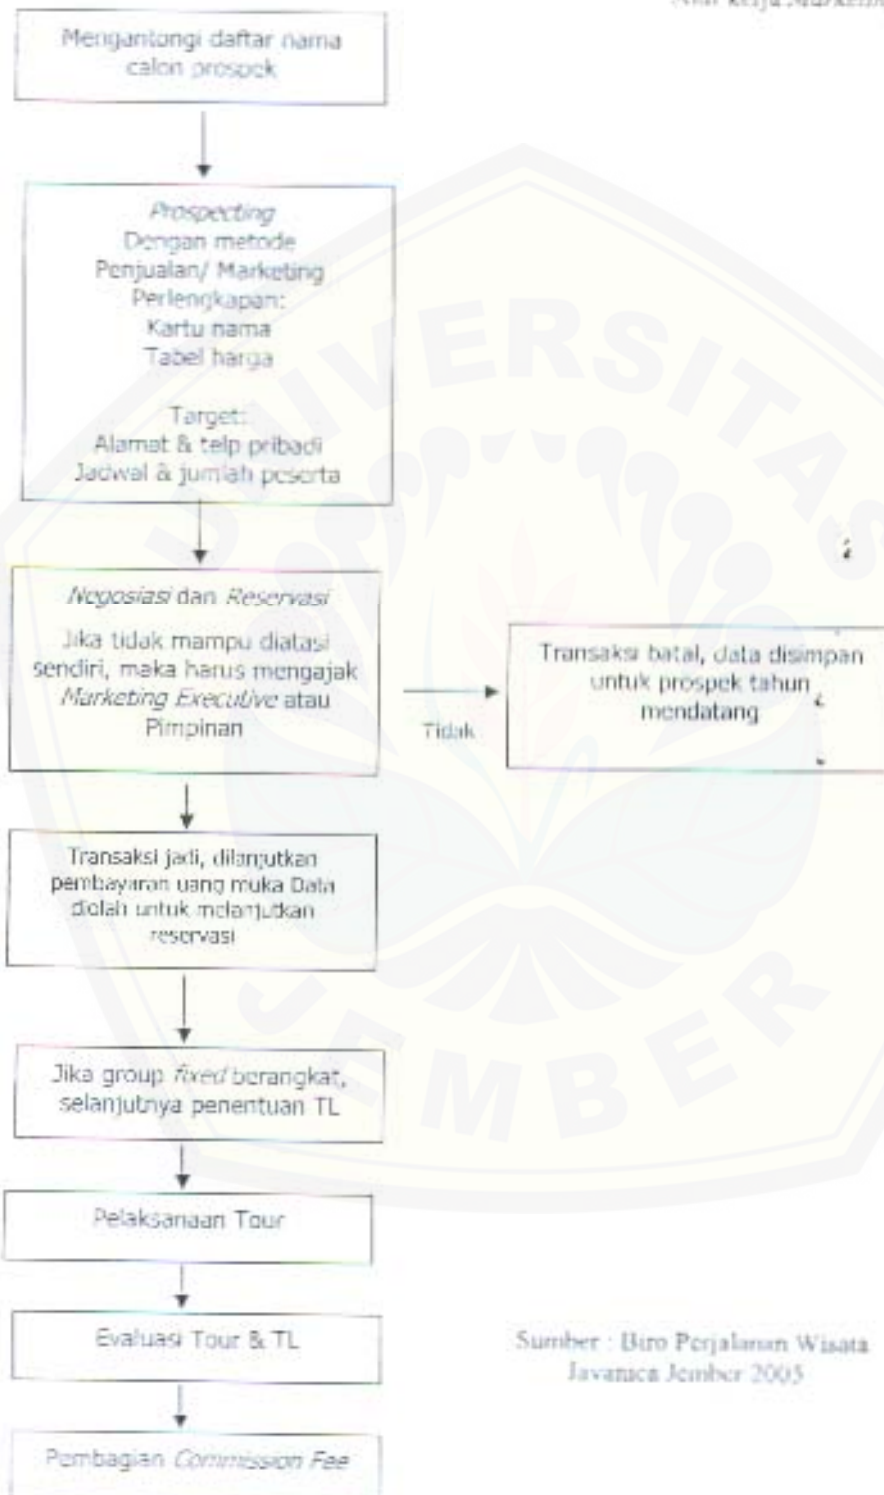 Mengantongi daftar nama
calon prospek
Prospecting
Dengan metode
Penjualan/ Marketing
Perlengkapan:
Kartu nama
Tabel harga
Target:
Alamat & telp pribadi
Jadwal & jumlah peserta
Negosiasi dan Reservasi
Jika tidak mampu diatasi
sendiri, maka harus mengajak
Marketing Executive atau
Pimpinan
Tidak
Transaksi batal, data disimpan
untuk prospek tahun
mendatang
Transaksi jadi, dilanjutkan
pembayaran uang muka Data
diolah untuk melanjutkan
reservasi
Jika group fixed berangkat,
selanjutnya penentuan TL
Pelaksanaan Tour
Evaluasi Tour & TL
Pembagian Commission Fee
Sumber : Biro Perjalanan Wisata
Javanica Jember 2005
UNIVERSITAS
JEMBER